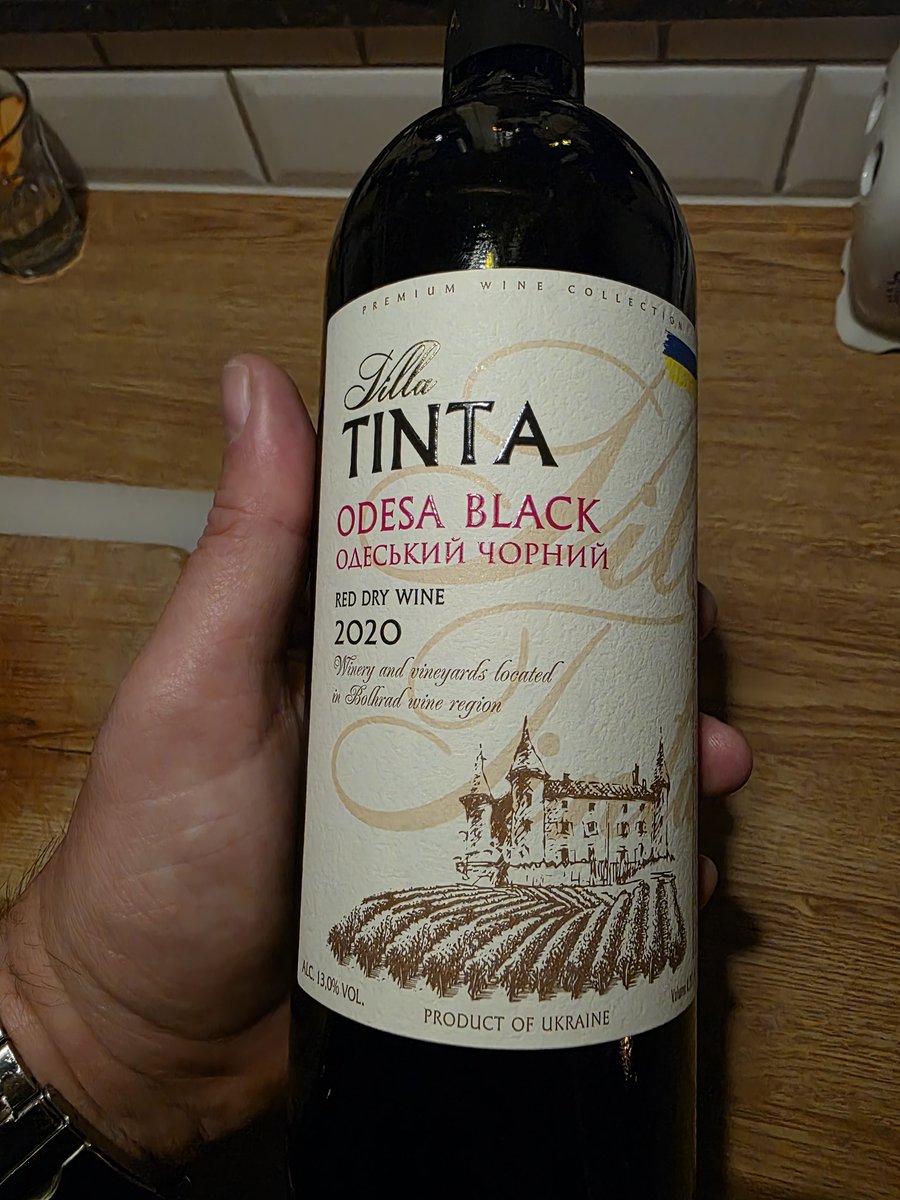 PREMIUM WINE COLLECTION
Villa
TINTA
ODESA BLACK
ОДЕСЬКИЙ ЧОРНИЙ
RED DRY WINE
2020
Winery and vineyards located
in Bolhrad wine region
ALC. 13,0% VOL.
Volume
PRODUCT OF UKRAINE